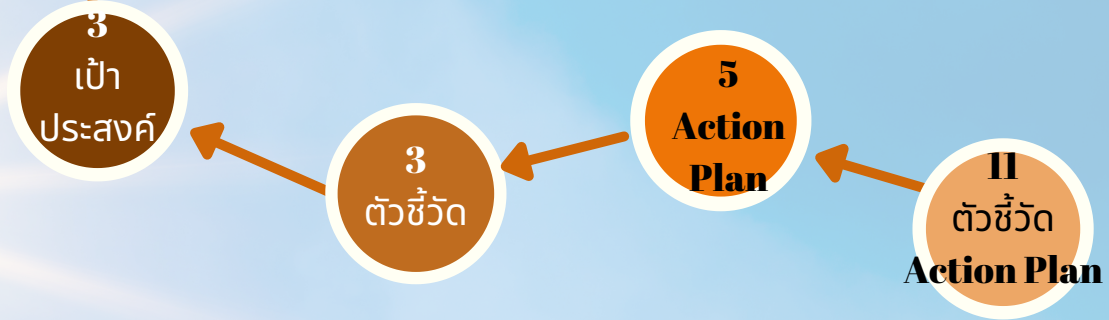 3
เป้า
ประสงค์
3
ตัวชี้วัด
5
Action
Plan
11
ตัวชี้วัด
Action Plan